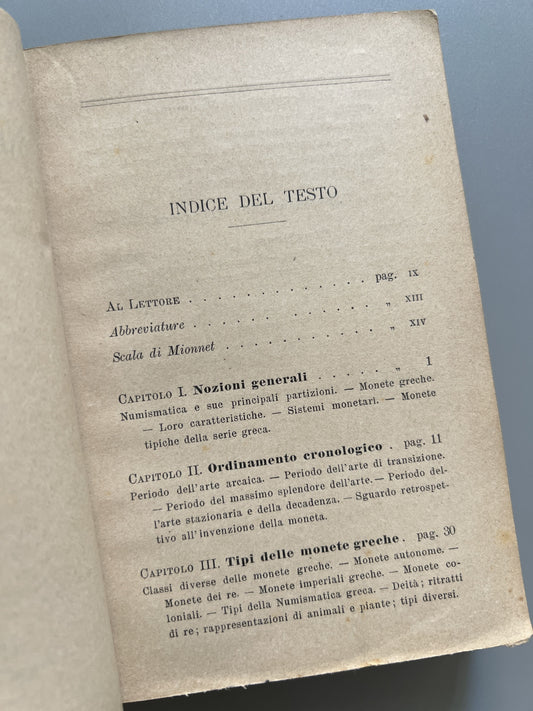 INDICE DEL TESTO
AL LETTORE . . . . . . . . . . . . . pag. IX
Abbreviature . . . . . . . . . . . . „ XIII
Scala di Mionnet . . . . . . . . . . „ XIV
CAPITOLO I. Nozioni generali . . . . . . „ 1
Numismatica e sue principali partizioni. — Monete greche.
— Loro caratteristiche. — Sistemi monetari. — Monete
tipiche della serie greca.
CAPITOLO II. Ordinamento cronologico . pag. 11
Periodo dell'arte arcaica. — Periodo dell'arte di transizione.
— Periodo del massimo splendore dell'arte. — Periodo del-
l'arte stazionaria e della decadenza. — Sguardo retrospet-
tivo all'invenzione della moneta.
CAPITOLO III. Tipi delle monete greche. pag. 30
Classi diverse delle monete greche. — Monete autonome. —
Monete dei re. — Monete imperiali greche. — Monete co-
loniali. — Tipi della Numismatica greca. — Deità; ritratti
di re; rappresentazioni di animali e piante; tipi diversi.